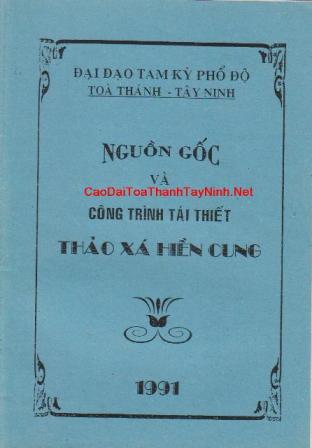 ĐẠI ĐẠO TAM KỲ PHỔ ĐỘ
TOÀ THÁNH - TÂY NINH
NGUỒN GỐC
VÀ
CaoDaiToaThanhTayNinh.Net
CÔNG TRÌNH TÁI THIẾT
THẢO XÁ HIỀN CUNG
1991